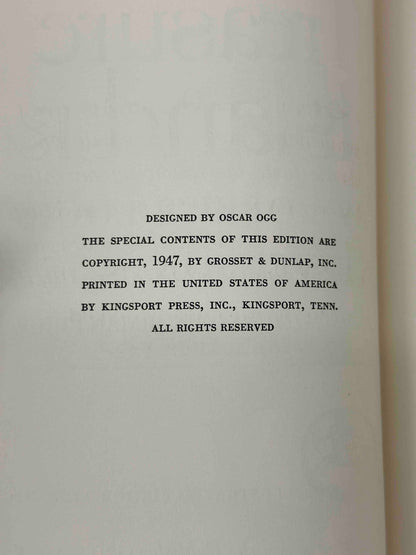 DESIGNED BY OSCAR OGG
THE SPECIAL CONTENTS OF THIS EDITION ARE
COPYRIGHT, 1947, BY GROSSET & DUNLAP, INC.
PRINTED IN THE UNITED STATES OF AMERICA
BY KINGSPORT PRESS, INC., KINGSPORT, TENN.
ALL RIGHTS RESERVED